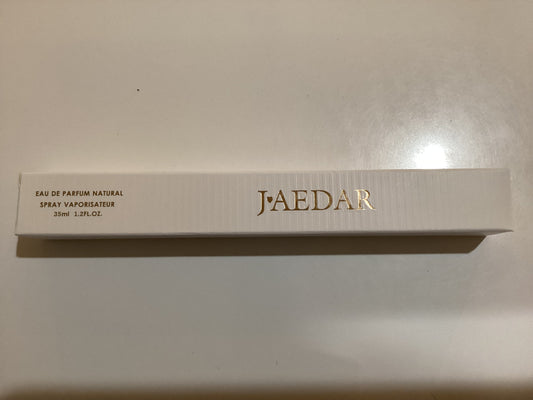 EAU DE PARFUM NATURAL
SPRAY VAPORISATEUR
35ml 1.2FL.OZ.
J♥AEDAR